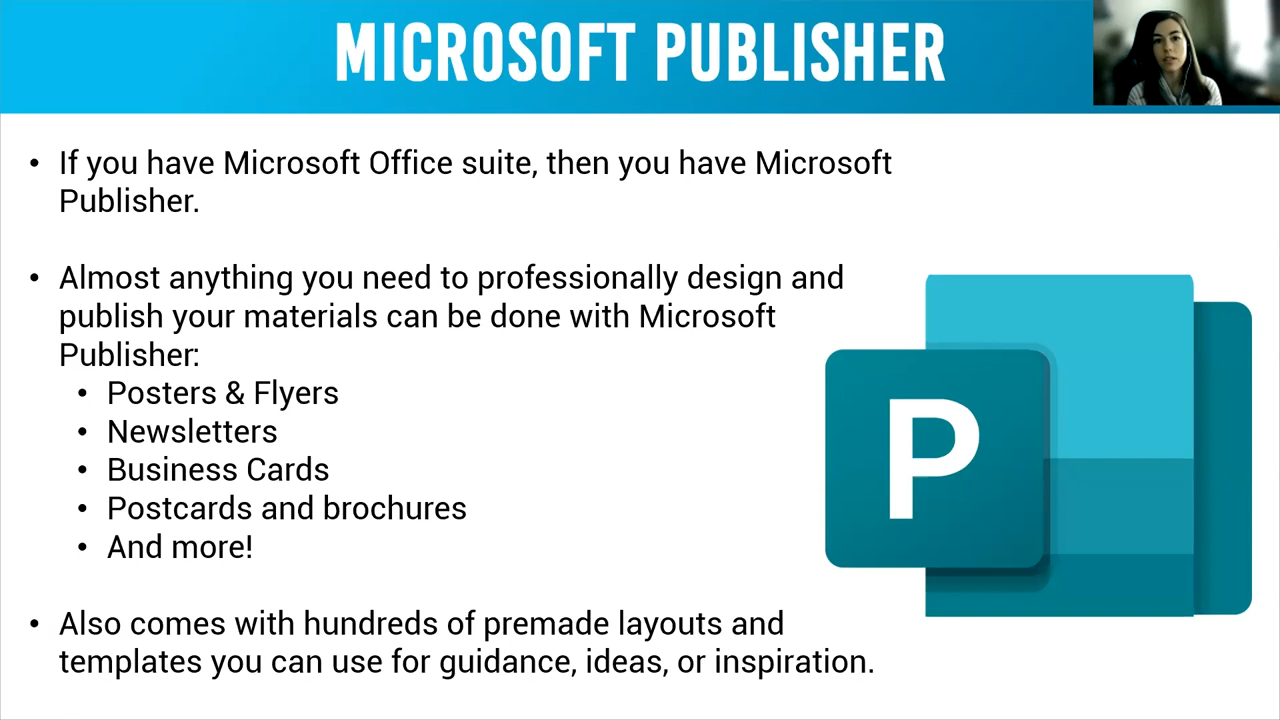 MICROSOFT PUBLISHER
• If you have Microsoft Office suite, then you have Microsoft
Publisher.
• Almost anything you need to professionally design and
publish your materials can be done with Microsoft
Publisher:
• Posters & Flyers
• Newsletters
• Business Cards
• Postcards and brochures
• And more!
• Also comes with hundreds of premade layouts and
templates you can use for guidance, ideas, or inspiration.
P